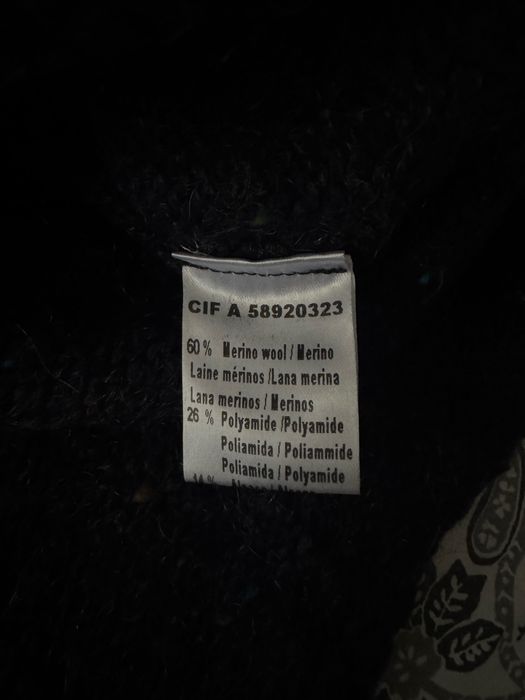 CIF A 58920323
60% Merino wool / Merino
Laine mérinos /Lana merina
Lana merinos / Merinos
26 % Polyamide /Polyamide
Poliamida / Poliammide
Poliamida / Polyamide
14 %